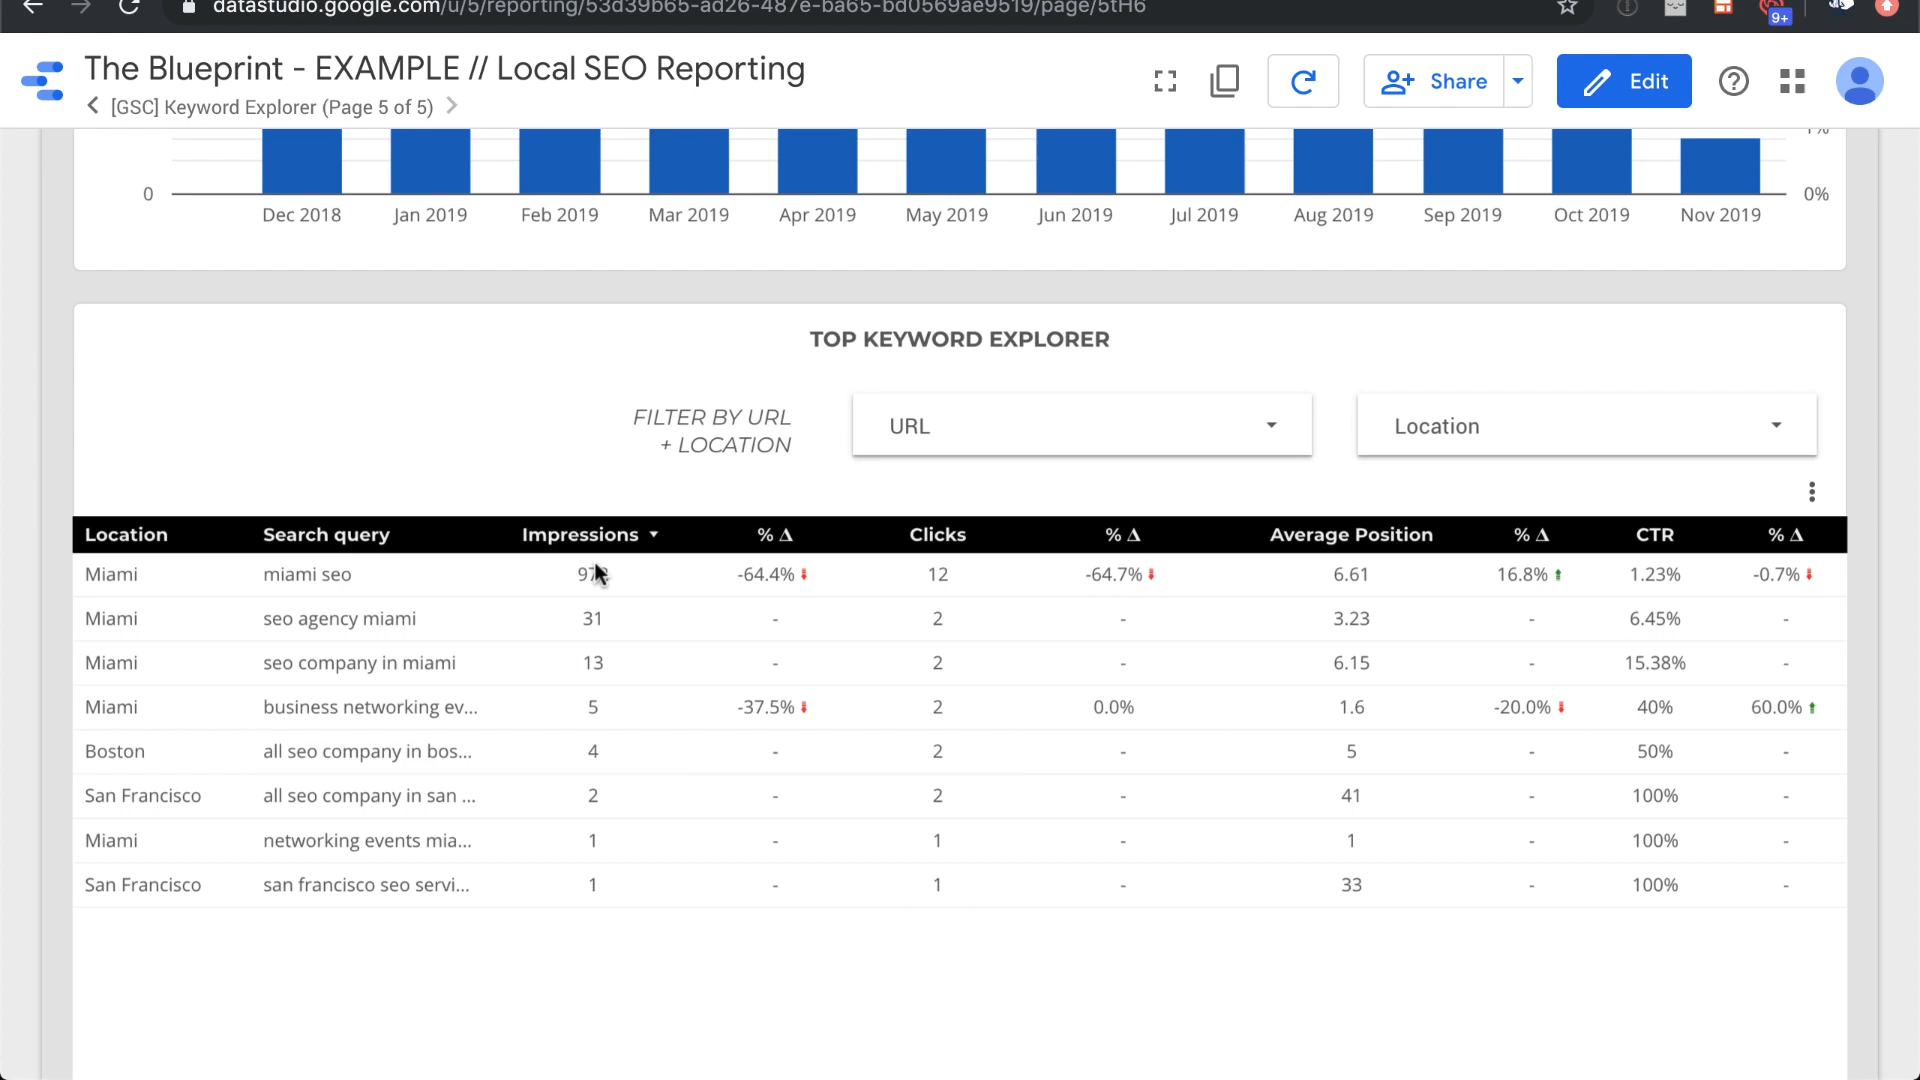 datastudio.google.com/u/5/reporting/53d39b65-ad26-487e-ba65-bd0569ae9519/page/5tH6
9+
The Blueprint - EXAMPLE // Local SEO Reporting
[GSC] Keyword Explorer (Page 5 of 5)
Share
Edit
1%
0
0%
Dec 2018 Jan 2019 Feb 2019 Mar 2019 Apr 2019 May 2019 Jun 2019 Jul 2019 Aug 2019 Sep 2019 Oct 2019 Nov 2019
TOP KEYWORD EXPLORER
FILTER BY URL
+ LOCATION
URL
Location
Location Search query Impressions % Δ Clicks % Δ Average Position % Δ CTR % Δ
Miami miami seo -64.4% 12 -64.7% 6.61 16.8% 1.23% -0.7%
Miami seo agency miami 31 - 2 - 3.23 - 6.45% -
Miami seo company in miami 13 - 2 - 6.15 - 15.38% -
Miami business networking ev... 5 -37.5% 2 0.0% 1.6 -20.0% 40% 60.0%
Boston all seo company in bos... 4 - 2 - 5 - 50% -
San Francisco all seo company in san ... 2 - 2 - 41 - 100% -
Miami networking events mia... 1 - 1 - 1 - 100% -
San Francisco san francisco seo servi... 1 - 1 - 33 - 100% -